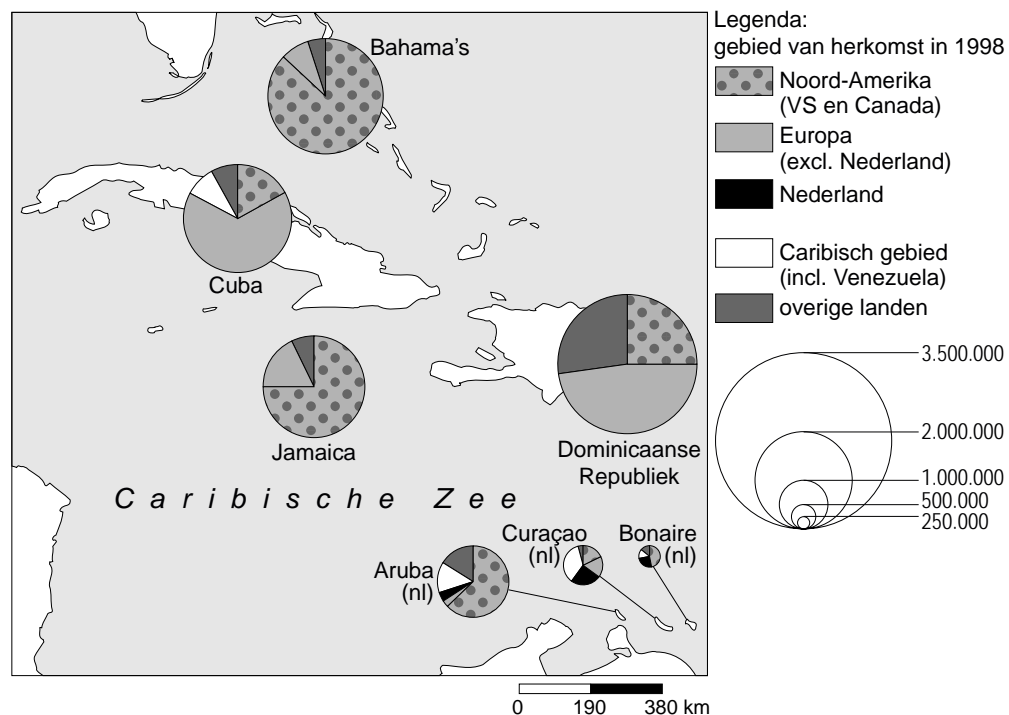 Bahama's
Cuba
Jamaica
Dominicaanse
Republiek
Caribische Zee
Curaçao
(nl)
Bonaire
(nl)
Aruba
(nl)
0 190 380 km
Legenda:
gebied van herkomst in 1998
Noord-Amerika
(VS en Canada)
Europa
(excl. Nederland)
Nederland
Caribisch gebied
(incl. Venezuela)
overige landen
3.500.000
2.000.000
1.000.000
500.000
250.000